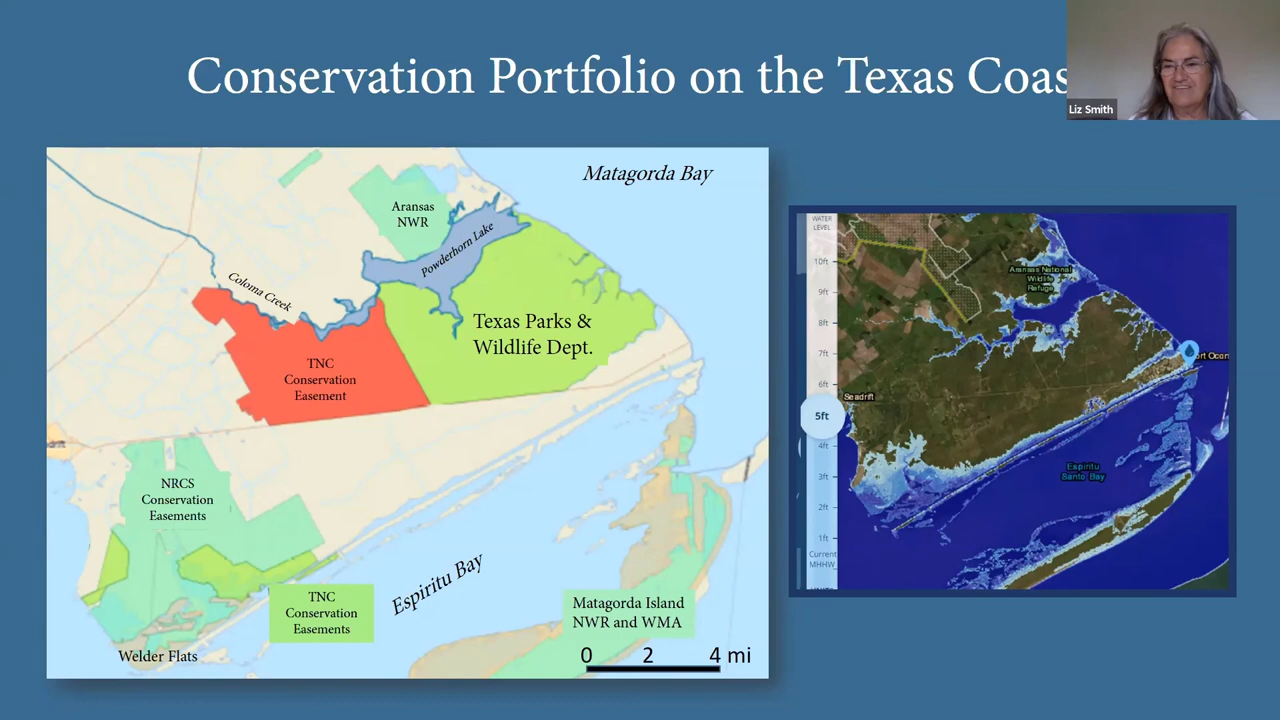 Conservation Portfolio on the Texas Coas
Liz Smith
Matagorda Bay
Aransas
NWR
Powderhorn Lake
Coloma Creek
Texas Parks &
Wildlife Dept.
TNC
Conservation
Easement
NRCS
Conservation
Easements
TNC
Conservation
Easements
Espiritu Bay
Matagorda Island
NWR and WMA
Welder Flats
0 2 4 mi
WATER
LEVEL
10ft
9ft
8ft
7ft
6ft
5ft
4ft
3ft
2ft
1ft
Current
MHHW
Aransas National
Wildlife
Refuge
Seadrift
ort Ocon
Espiritu
Santo Bay